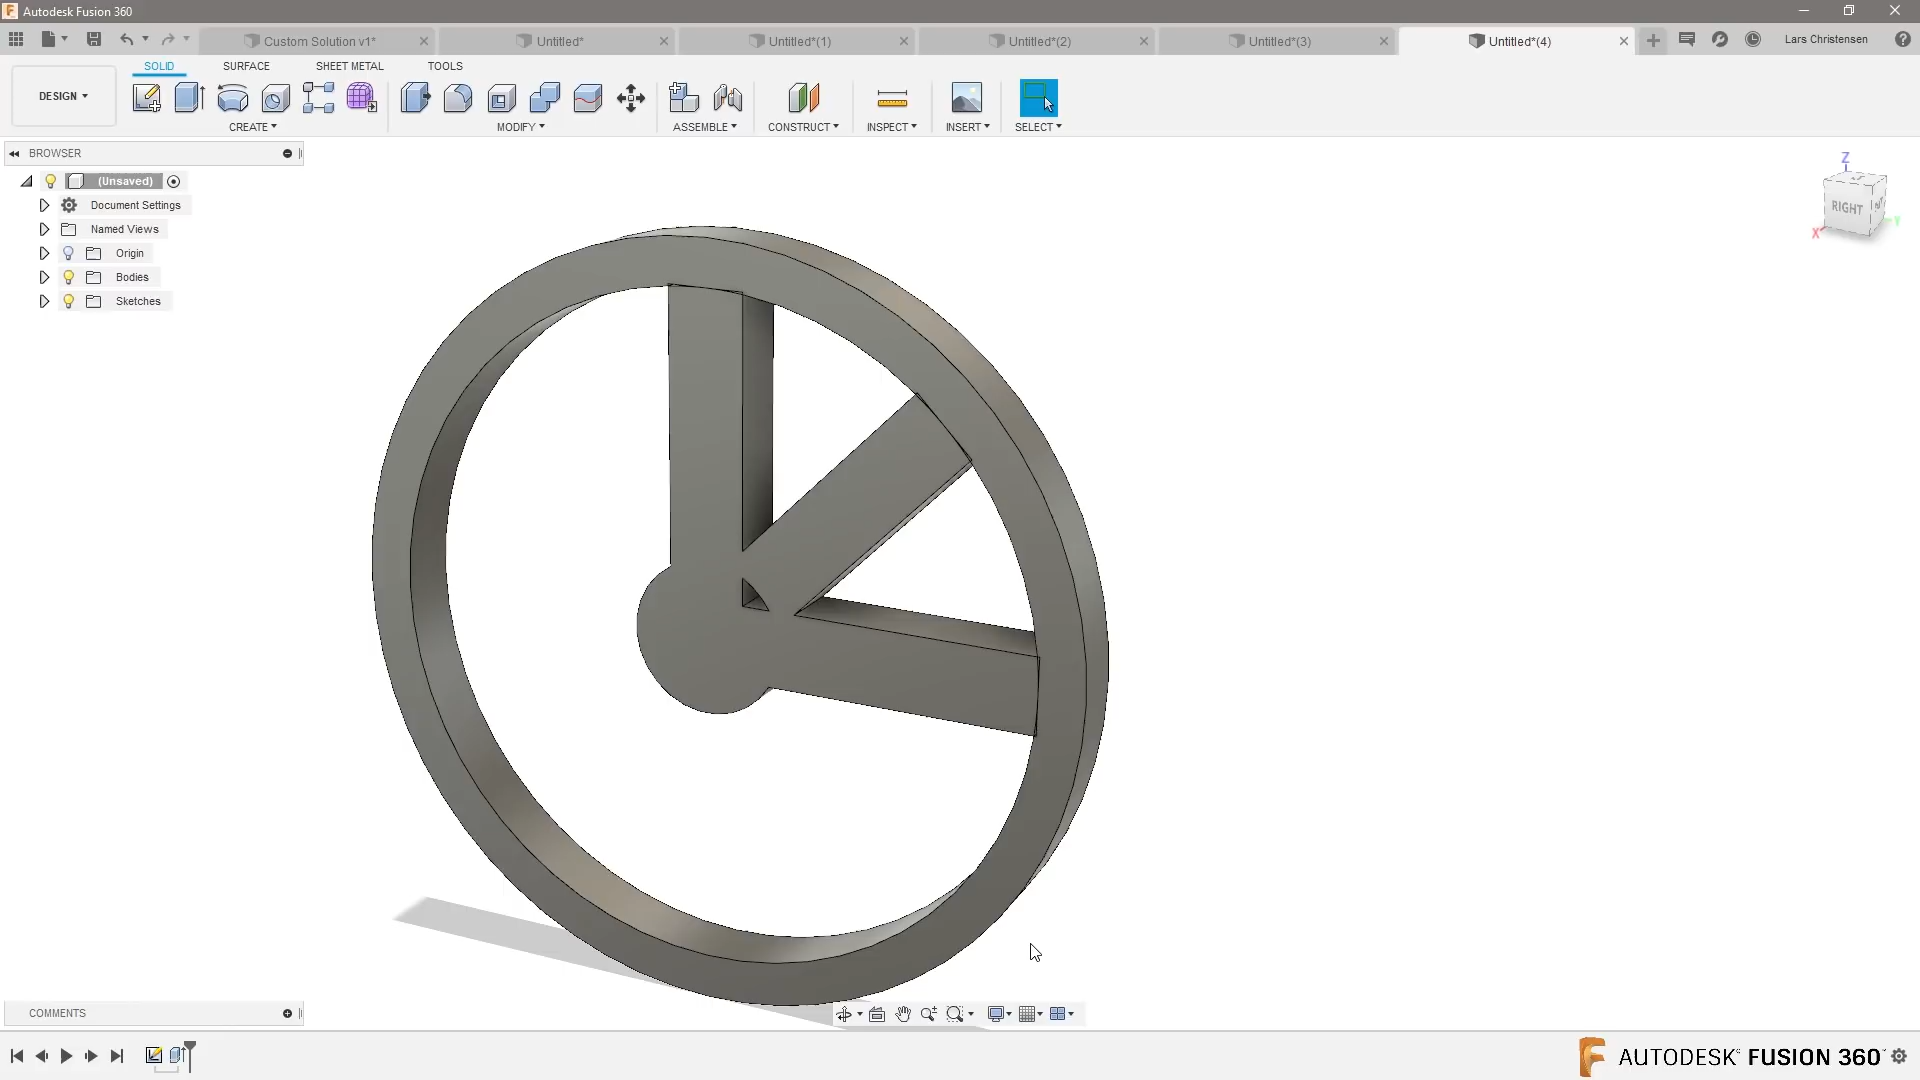 Autodesk Fusion 360
Custom Solution v1*
Untitled*
Untitled*(1)
Untitled*(2)
Untitled*(3)
Untitled*(4)
Lars Christensen
SOLID
SURFACE
SHEET METAL
TOOLS
DESIGN
CREATE
MODIFY
ASSEMBLE
CONSTRUCT
INSPECT
INSERT
SELECT
BROWSER
(Unsaved)
Document Settings
Named Views
Origin
Bodies
Sketches
Z
RIGHT
X
Y
COMMENTS
AUTODESK FUSION 360